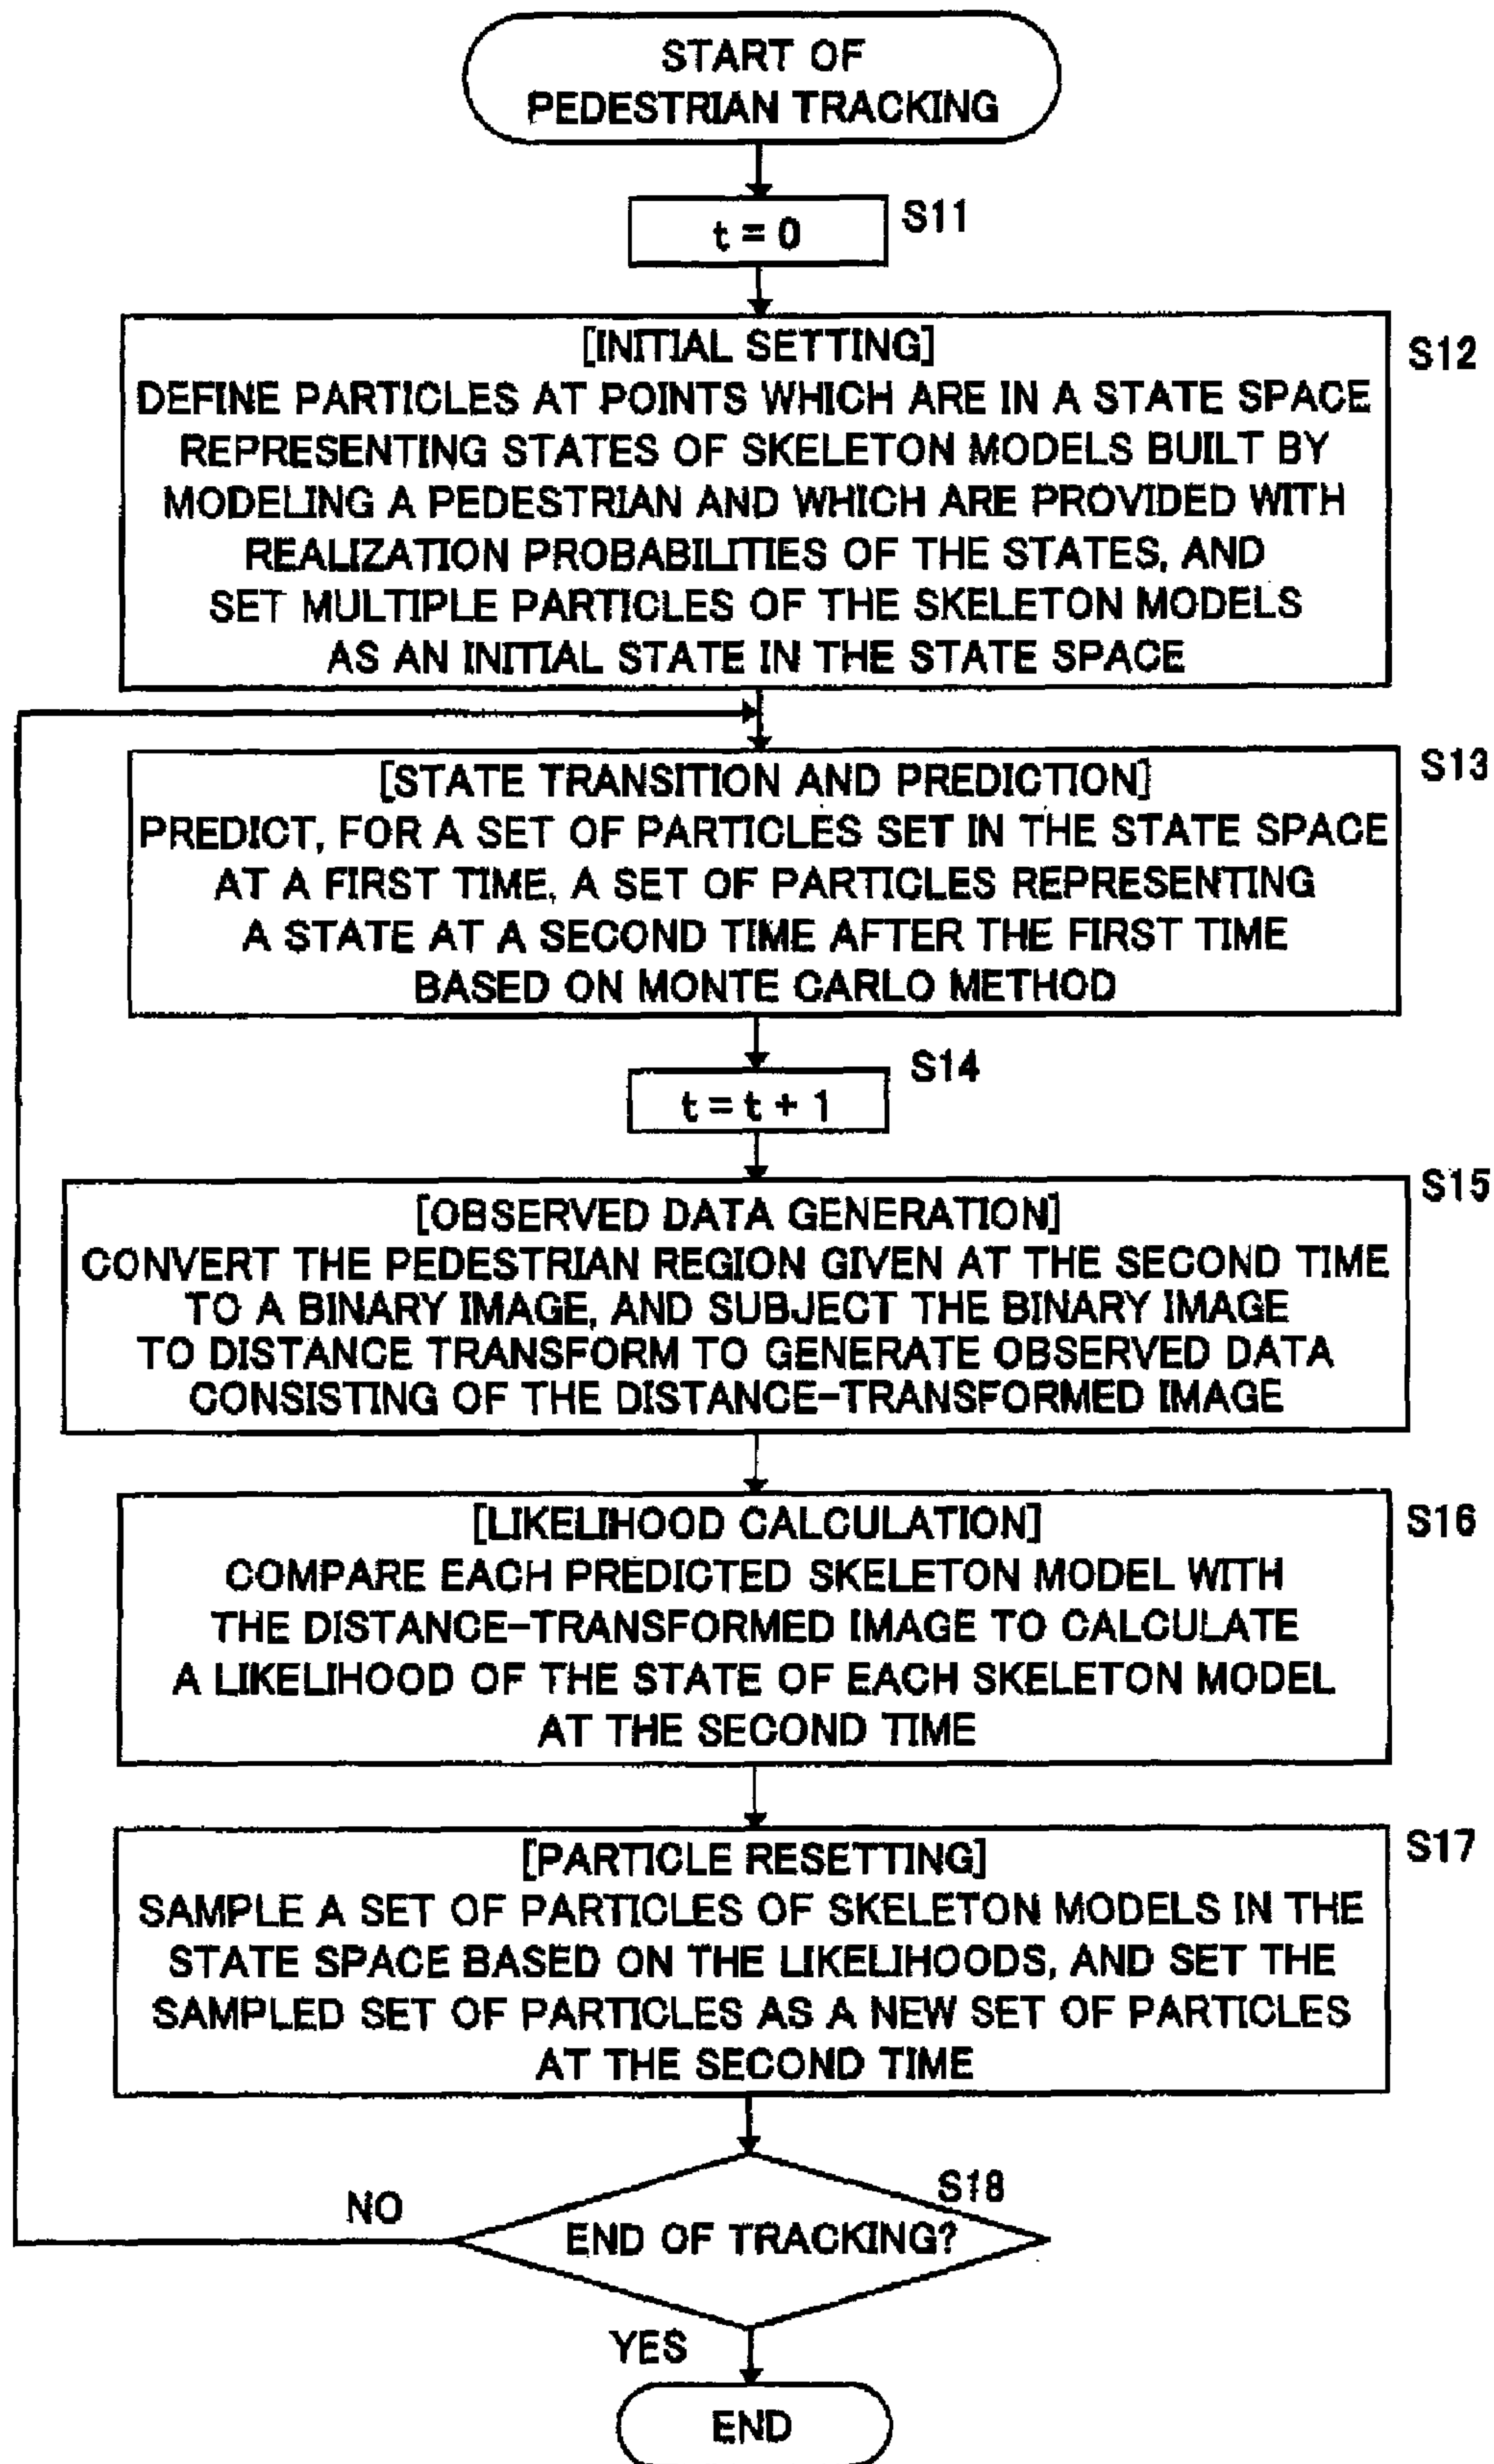 START OF
PEDESTRIAN TRACKING
S11
t = 0
S12
[INITIAL SETTING]
DEFINE PARTICLES AT POINTS WHICH ARE IN A STATE SPACE
REPRESENTING STATES OF SKELETON MODELS BUILT BY
MODELING A PEDESTRIAN AND WHICH ARE PROVIDED WITH
REALIZATION PROBABILITIES OF THE STATES, AND
SET MULTIPLE PARTICLES OF THE SKELETON MODELS
AS AN INITIAL STATE IN THE STATE SPACE
S13
[STATE TRANSITION AND PREDICTION]
PREDICT, FOR A SET OF PARTICLES SET IN THE STATE SPACE
AT A FIRST TIME, A SET OF PARTICLES REPRESENTING
A STATE AT A SECOND TIME AFTER THE FIRST TIME
BASED ON MONTE CARLO METHOD
S14
t = t + 1
S15
[OBSERVED DATA GENERATION]
CONVERT THE PEDESTRIAN REGION GIVEN AT THE SECOND TIME
TO A BINARY IMAGE, AND SUBJECT THE BINARY IMAGE
TO DISTANCE TRANSFORM TO GENERATE OBSERVED DATA
CONSISTING OF THE DISTANCE-TRANSFORMED IMAGE
S16
[LIKELIHOOD CALCULATION]
COMPARE EACH PREDICTED SKELETON MODEL WITH
THE DISTANCE-TRANSFORMED IMAGE TO CALCULATE
A LIKELIHOOD OF THE STATE OF EACH SKELETON MODEL
AT THE SECOND TIME
S17
[PARTICLE RESETTING]
SAMPLE A SET OF PARTICLES OF SKELETON MODELS IN THE
STATE SPACE BASED ON THE LIKELIHOODS, AND SET THE
SAMPLED SET OF PARTICLES AS A NEW SET OF PARTICLES
AT THE SECOND TIME
S18
NO
END OF TRACKING?
YES
END